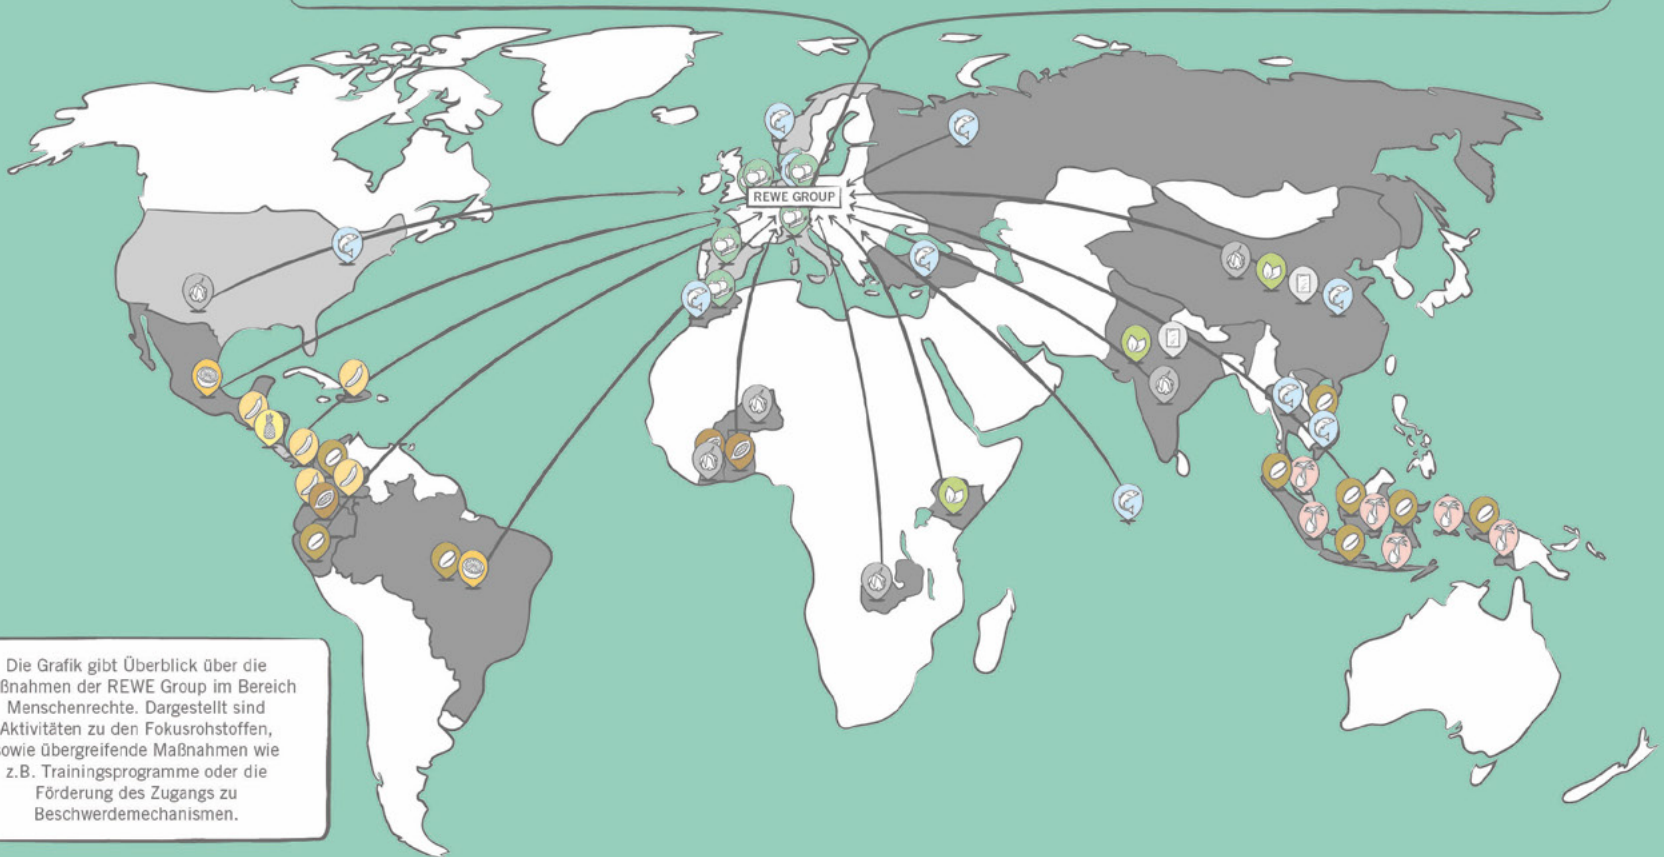 REWE GROUP
Die Grafik gibt Überblick über die
ßnahmen der REWE Group im Bereich
Menschenrechte. Dargestellt sind
Aktivitäten zu den Fokusrohstoffen,
sowie übergreifende Maßnahmen wie
z.B. Trainingsprogramme oder die
Förderung des Zugangs zu
Beschwerdemechanismen.